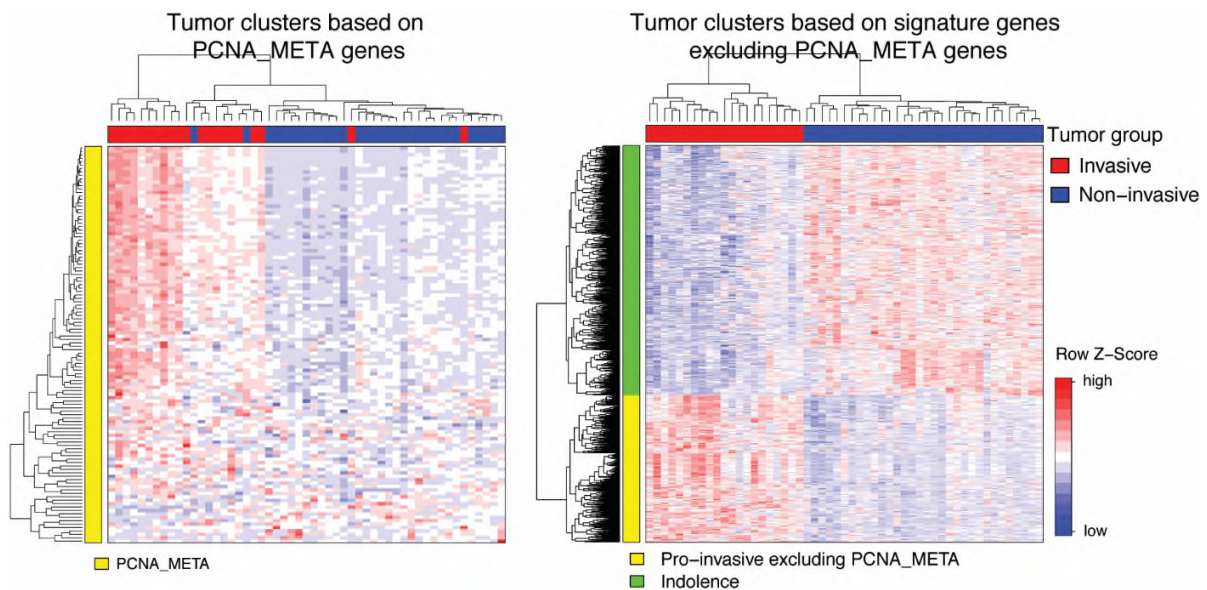 Tumor clusters based on
PCNA_META genes
PCNA_META
Tumor clusters based on signature genes
excluding PCNA_META genes
Tumor group
Invasive
Non−invasive
Row Z−Score
high
low
Pro−invasive excluding PCNA_META
Indolence